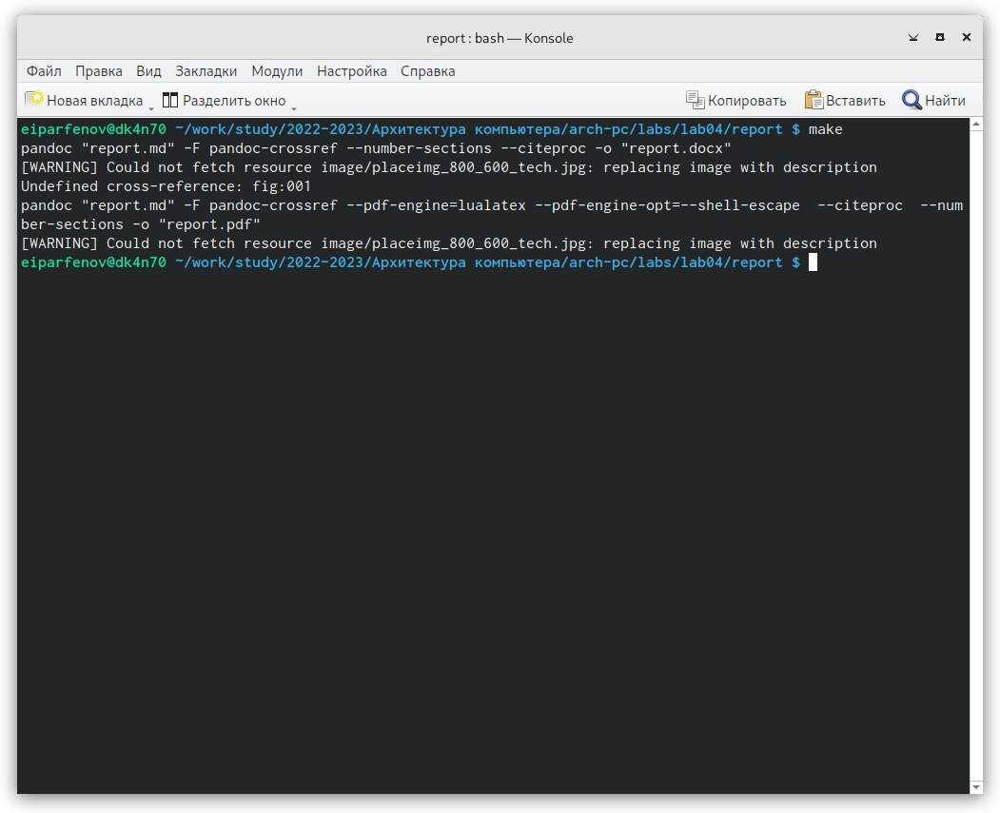 report : bash — Konsole
Файл Правка Вид Закладки Модули Настройка Справка
Новая вкладка Разделить окно Копировать Вставить Найти
eiparfenov@dk4n70 ~/work/study/2022-2023/Архитектура компьютера/arch-pc/labs/lab04/report $ make
pandoc "report.md" -F pandoc-crossref --number-sections --citeproc -o "report.docx"
[WARNING] Could not fetch resource image/placeimg_800_600_tech.jpg: replacing image with description
Undefined cross-reference: fig:001
pandoc "report.md" -F pandoc-crossref --pdf-engine=lualatex --pdf-engine-opt=--shell-escape  --citeproc  --num
ber-sections -o "report.pdf"
[WARNING] Could not fetch resource image/placeimg_800_600_tech.jpg: replacing image with description
eiparfenov@dk4n70 ~/work/study/2022-2023/Архитектура компьютера/arch-pc/labs/lab04/report $